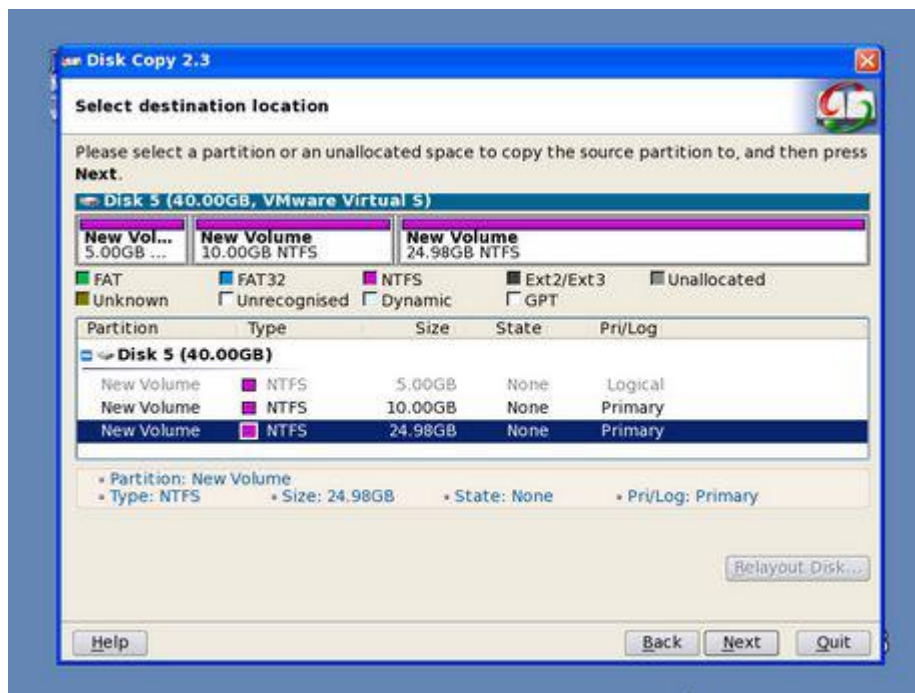 Disk Copy 2.3
Select destination location
Please select a partition or an unallocated space to copy the source partition to, and then press
Next.
Disk 5 (40.00GB, VMware Virtual S)
New Vol... New Volume New Volume
5.00GB ... 10.00GB NTFS 24.98GB NTFS
FAT FAT32 NTFS Ext2/Ext3 Unallocated
Unknown Unrecognised Dynamic GPT
Partition Type Size State Pri/Log
Disk 5 (40.00GB)
New Volume NTFS 5.00GB None Logical
New Volume NTFS 10.00GB None Primary
New Volume NTFS 24.98GB None Primary
Partition: New Volume
Type: NTFS Size: 24.98GB State: None Pri/Log: Primary
Relayout Disk...
Help Back Next Quit